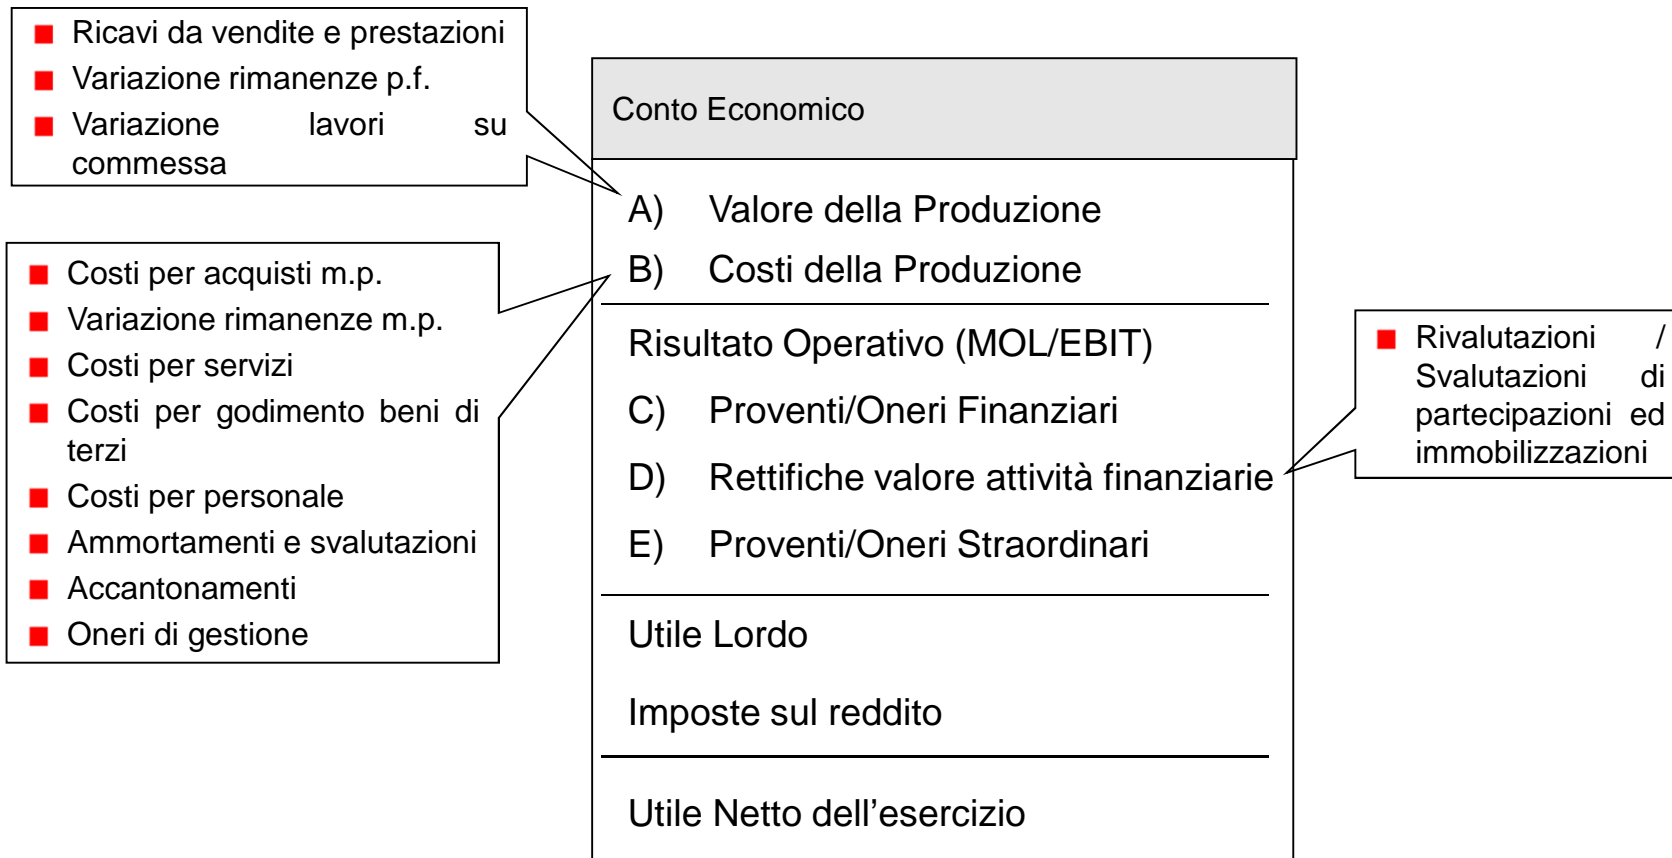 Ricavi da vendite e prestazioni
Variazione rimanenze p.f.
Variazione lavori su
commessa
Costi per acquisti m.p.
Variazione rimanenze m.p.
Costi per servizi
Costi per godimento beni di
terzi
Costi per personale
Ammortamenti e svalutazioni
Accantonamenti
Oneri di gestione
Conto Economico
A) Valore della Produzione
B) Costi della Produzione
Risultato Operativo (MOL/EBIT)
C) Proventi/Oneri Finanziari
D) Rettifiche valore attività finanziarie
E) Proventi/Oneri Straordinari
Utile Lordo
Imposte sul reddito
Utile Netto dell'esercizio
Rivalutazioni /
Svalutazioni di
partecipazioni ed
immobilizzazioni